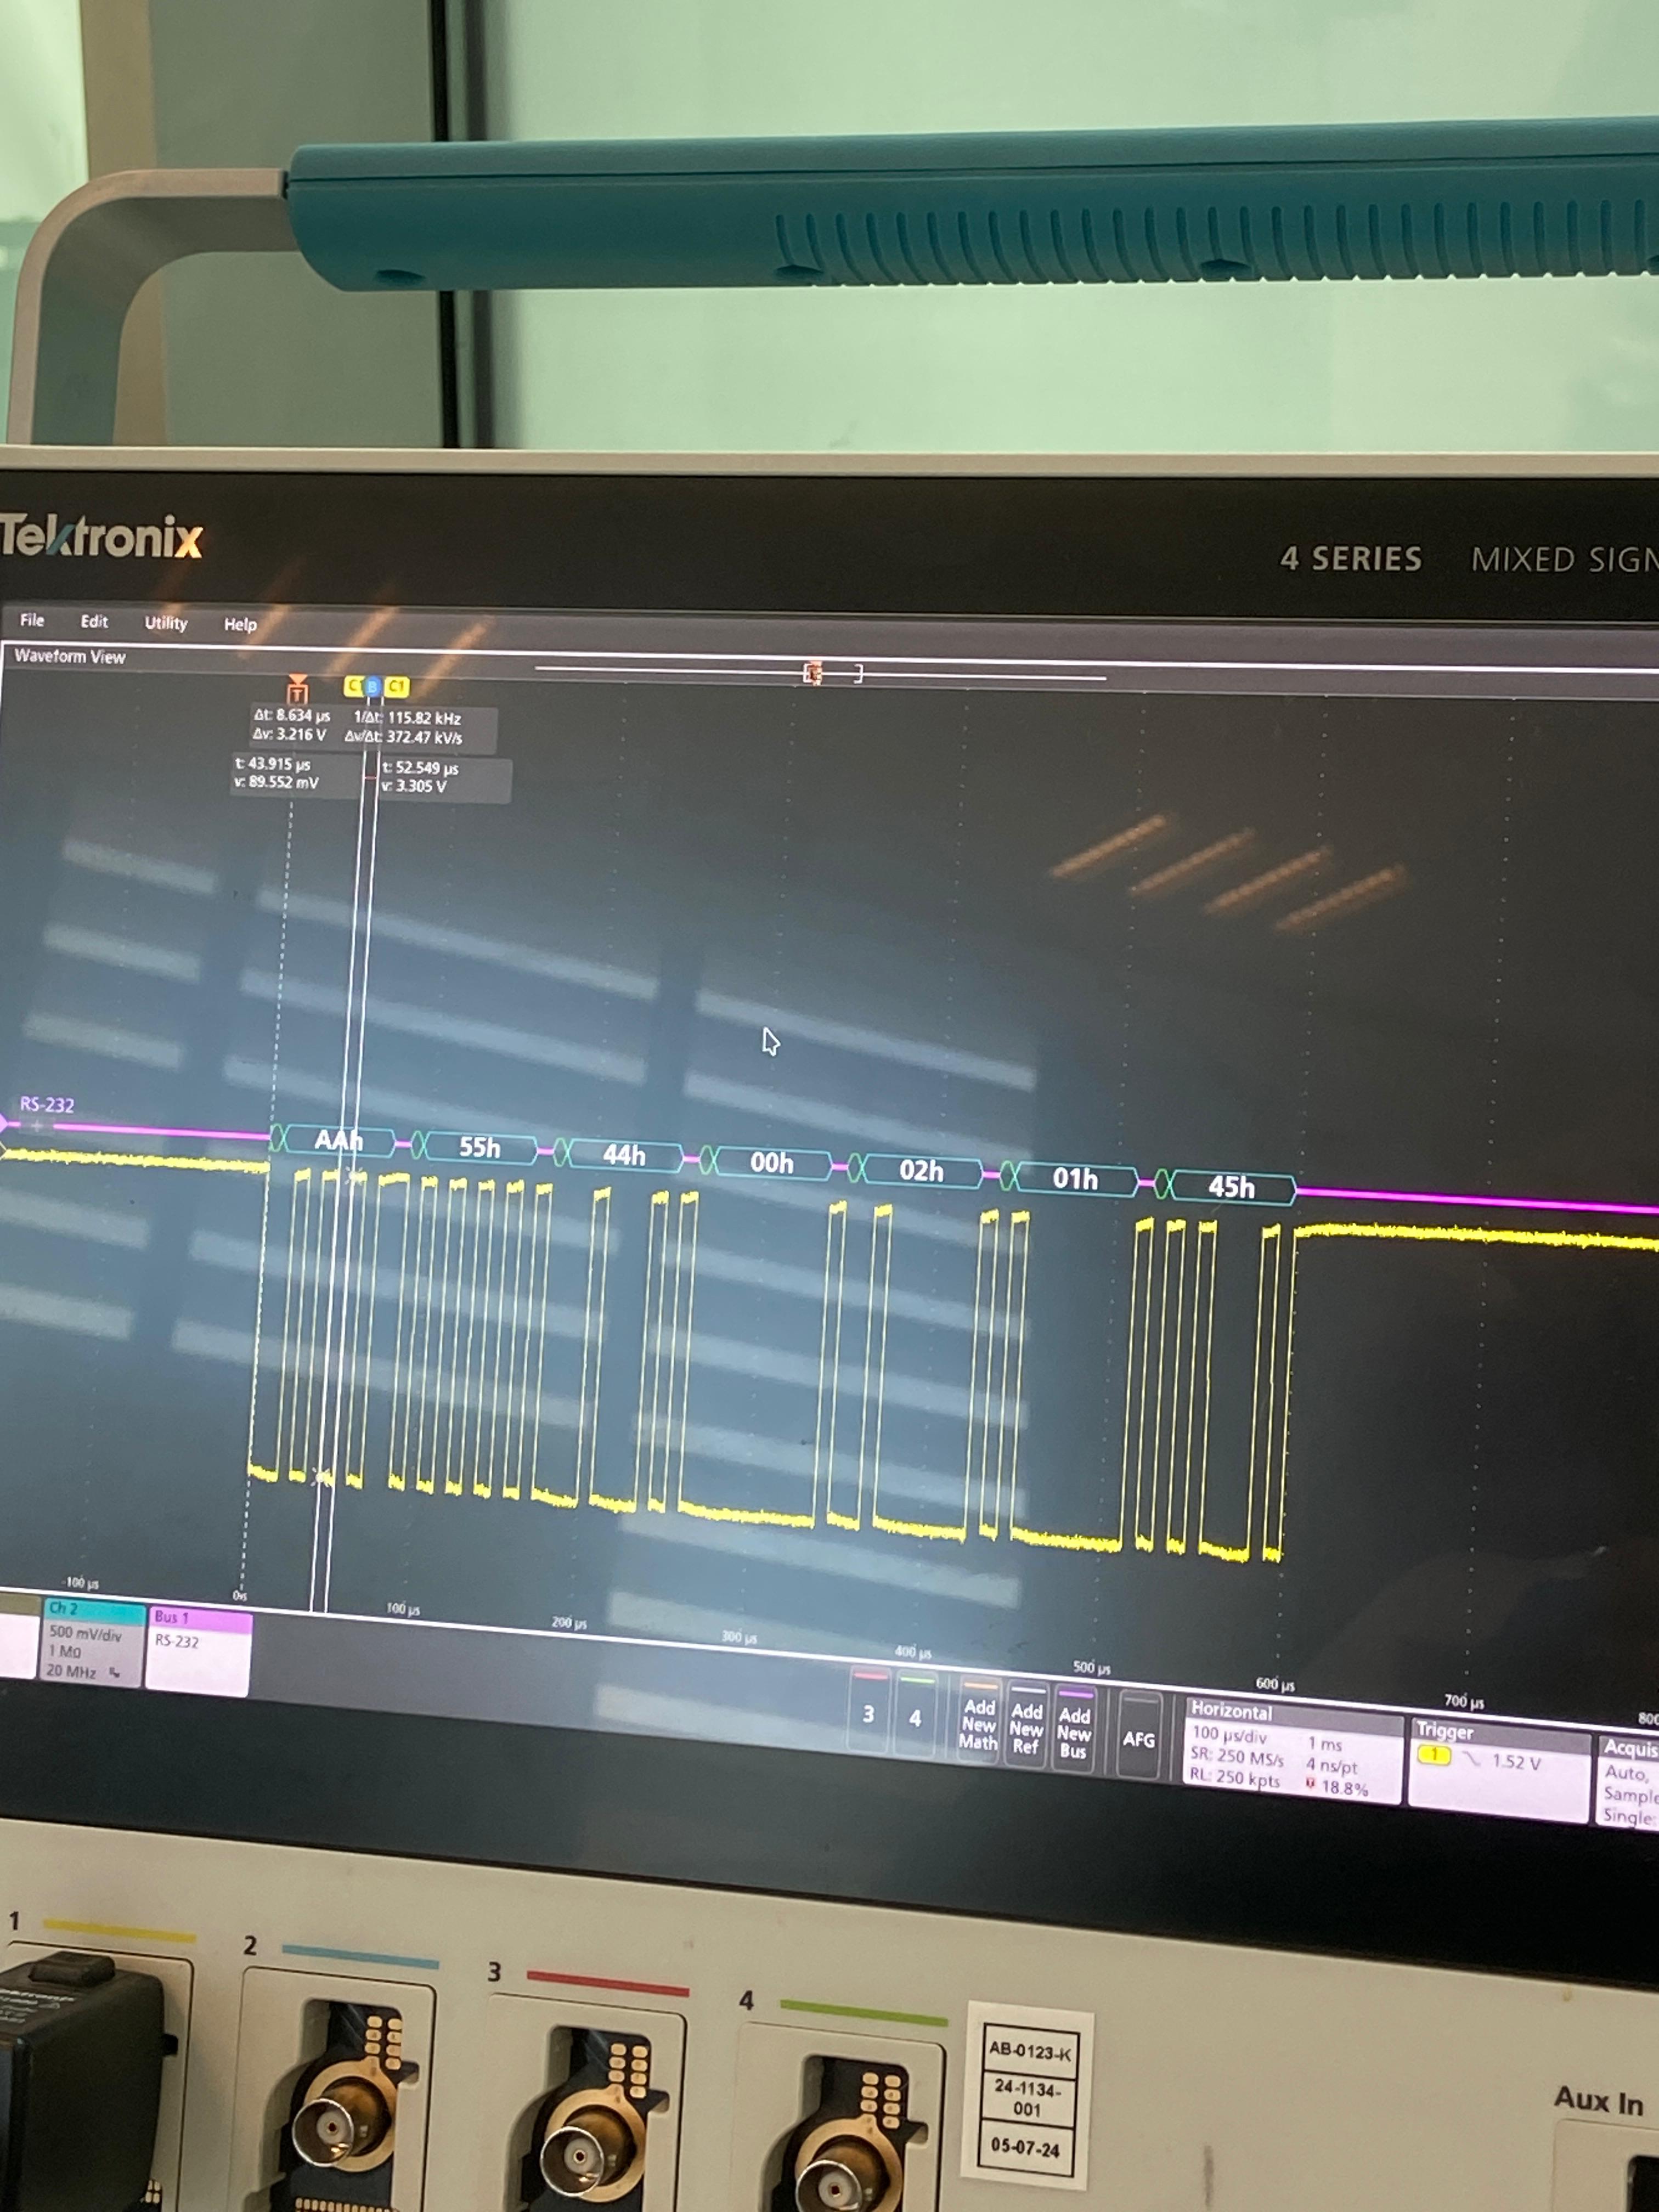 Tektronix
4 SERIES MIXED SIGN
File Edit Utility Help
Waveform View
T
C1 B C1
Δt: 8.634 µs 1/Δt: 115.82 kHz
Δv: 3.216 V Δv/Δt: 372.47 kV/s
t: 43.915 µs
v: 89.552 mV
t: 52.549 µs
v: 3.305 V
RS-232
AAh 55h 44h 00h 02h 01h 45h
-100 µs 0 s 100 µs 200 µs 300 µs 400 µs 500 µs 600 µs 700 µs 800
Ch 2
500 mV/div
1 MΩ
20 MHz
Bus 1
RS-232
3
4
Add
New
Math
Add
New
Ref
Add
New
Bus
AFG
Horizontal
100 µs/div 1 ms
SR: 250 MS/s 4 ns/pt
RL: 250 kpts 18.8%
Trigger
1 1.52 V
Acquis
Auto,
Sample
Single:
1
2
3
4
AB-0123-K
24-1134-
001
05-07-24
Aux In